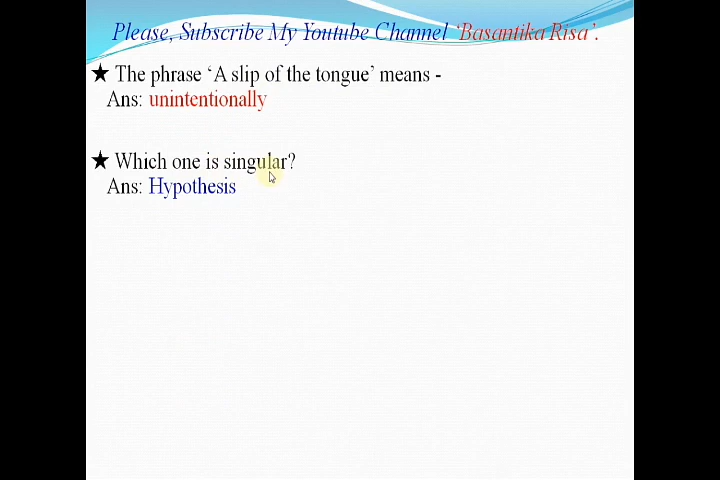 Please, Subscribe My Youtube Channel ‘Basantika Risa’.
★ The phrase ‘A slip of the tongue’ means -
Ans: unintentionally
★ Which one is singular?
Ans: Hypothesis